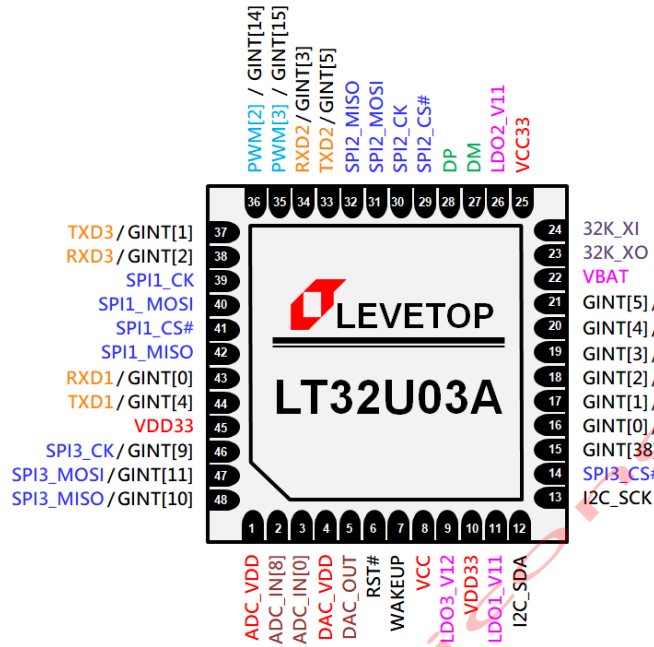 PWM[2] / GINT[14]
PWM[3] / GINT[15]
RXD2/GINT[3]
TXD2/GINT[5]
SPI2_MISO
SPI2_MOSI
SPI2_CK
SPI2_CS#
DP
DM
LDO2_V11
VCC33
36 35 34 33 32 31 30 29 28 27 26 25
TXD3/GINT[1] 37
RXD3/GINT[2] 38
SPI1_CK 39
SPI1_MOSI 40
SPI1_CS# 41
SPI1_MISO 42
RXD1/GINT[0] 43
TXD1/GINT[4] 44
VDD33 45
SPI3_CK/GINT[9] 46
SPI3_MOSI/GINT[11] 47
SPI3_MISO/GINT[10] 48
LEVETOP
LT32U03A
24 32K_XI
23 32K_XO
22 VBAT
21 GINT[5]/
20 GINT[4]/
19 GINT[3]/
18 GINT[2]/
17 GINT[1]/
16 GINT[0]/
15 GINT[38]
14 SPI3_CS#
13 I2C_SCK
1 2 3 4 5 6 7 8 9 10 11 12
ADC_VDD
ADC_IN[8]
ADC_IN[0]
DAC_VDD
DAC_OUT
RST#
WAKEUP
VCC
LDO3_V12
VDD33
LDO1_V11
I2C_SDA